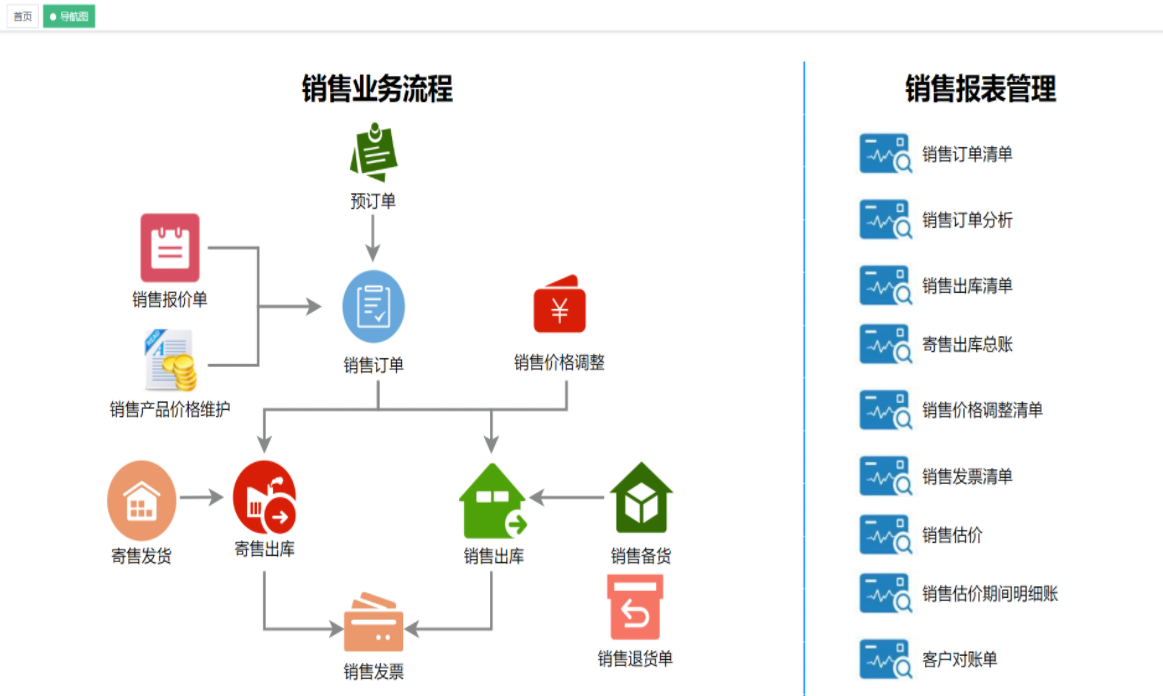 首页
导航图
销售业务流程
预订单
销售报价单
销售订单
销售价格调整
销售产品价格维护
寄售发货
寄售出库
销售出库
销售备货
销售发票
销售退货单
销售报表管理
销售订单清单
销售订单分析
销售出库清单
寄售出库总账
销售价格调整清单
销售发票清单
销售估价
销售估价期间明细账
客户对账单